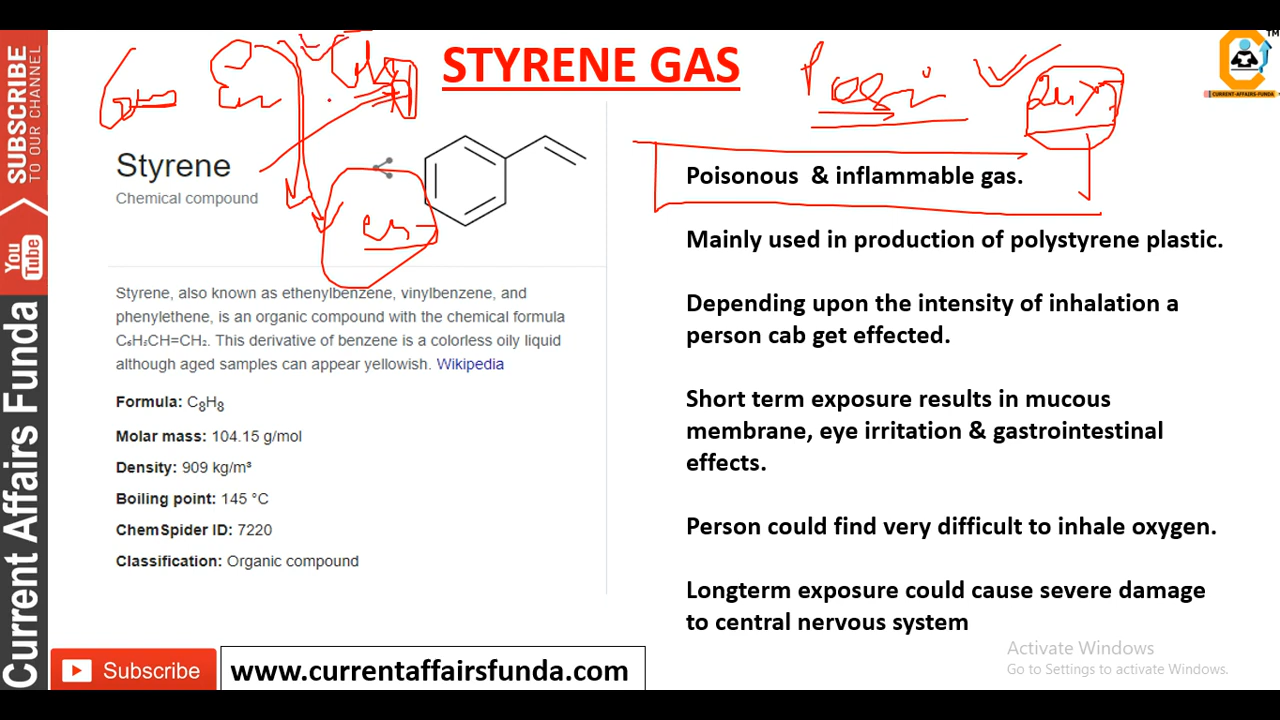 STYRENE GAS
TM
CURRENT-AFFAIRS-FUNDA
SUBSCRIBE
TO OUR CHANNEL
You
Tube
Current Affairs Funda
Styrene
Chemical compound
Styrene, also known as ethenylbenzene, vinylbenzene, and
phenylethene, is an organic compound with the chemical formula
C₆H₅CH=CH₂. This derivative of benzene is a colorless oily liquid
although aged samples can appear yellowish. Wikipedia
Formula: C₈H₈
Molar mass: 104.15 g/mol
Density: 909 kg/m³
Boiling point: 145 °C
ChemSpider ID: 7220
Classification: Organic compound
Poisonous & inflammable gas.
Mainly used in production of polystyrene plastic.
Depending upon the intensity of inhalation a
person cab get effected.
Short term exposure results in mucous
membrane, eye irritation & gastrointestinal
effects.
Person could find very difficult to inhale oxygen.
Longterm exposure could cause severe damage
to central nervous system
Activate Windows
Go to Settings to activate Windows.
Subscribe
www.currentaffairsfunda.com